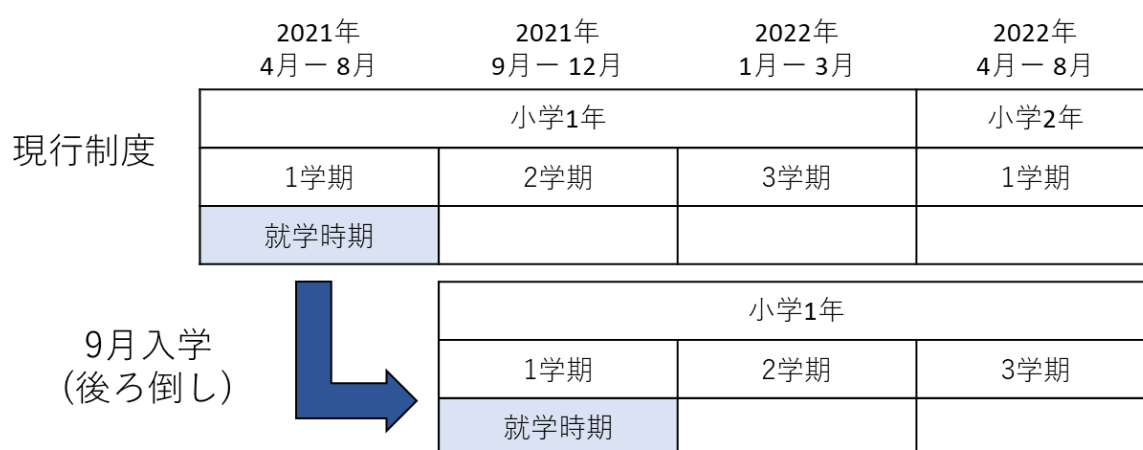 2021年 2021年 2022年 2022年
4月ー 8月 9月ー 12月 1月ー 3月 4月ー 8月
小学1年 小学2年
現行制度
1学期 2学期 3学期 1学期
就学時期
小学1年
9月入学
(後ろ倒し)
1学期 2学期 3学期
就学時期